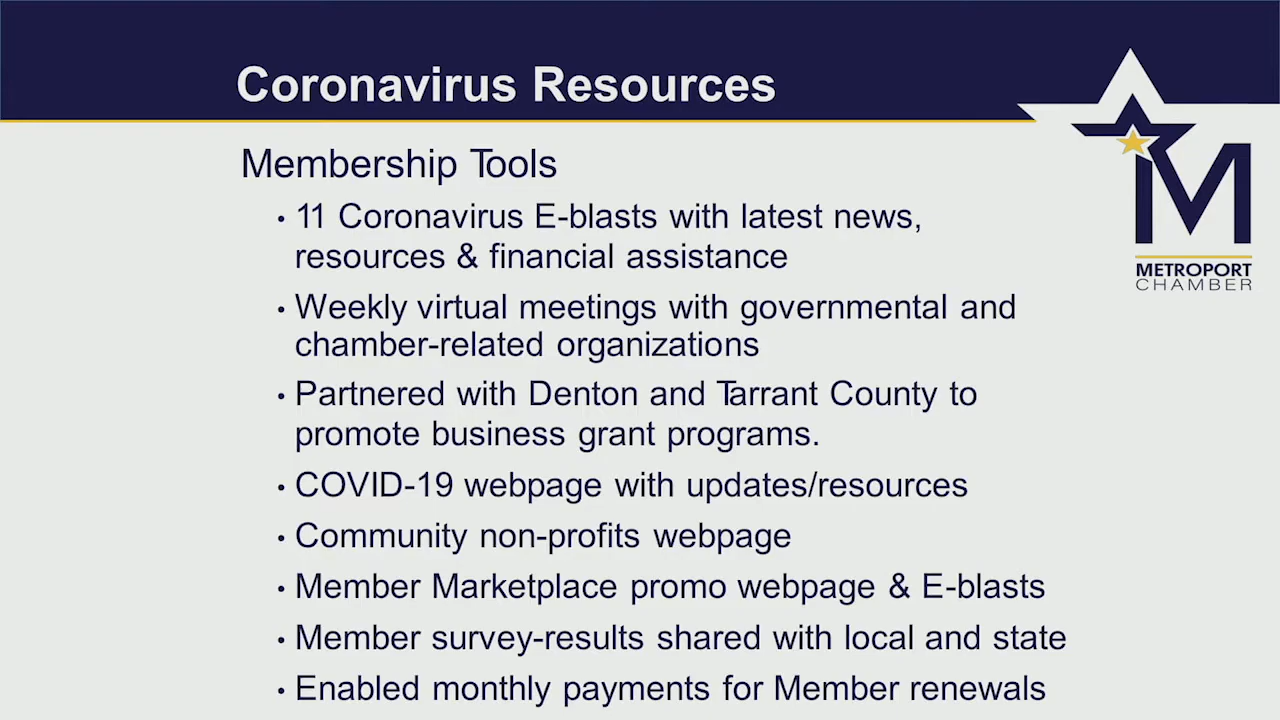 Coronavirus Resources
Membership Tools
• 11 Coronavirus E-blasts with latest news,
resources & financial assistance
• Weekly virtual meetings with governmental and
chamber-related organizations
• Partnered with Denton and Tarrant County to
promote business grant programs.
• COVID-19 webpage with updates/resources
• Community non-profits webpage
• Member Marketplace promo webpage & E-blasts
• Member survey-results shared with local and state
• Enabled monthly payments for Member renewals
M
METROPORT
CHAMBER